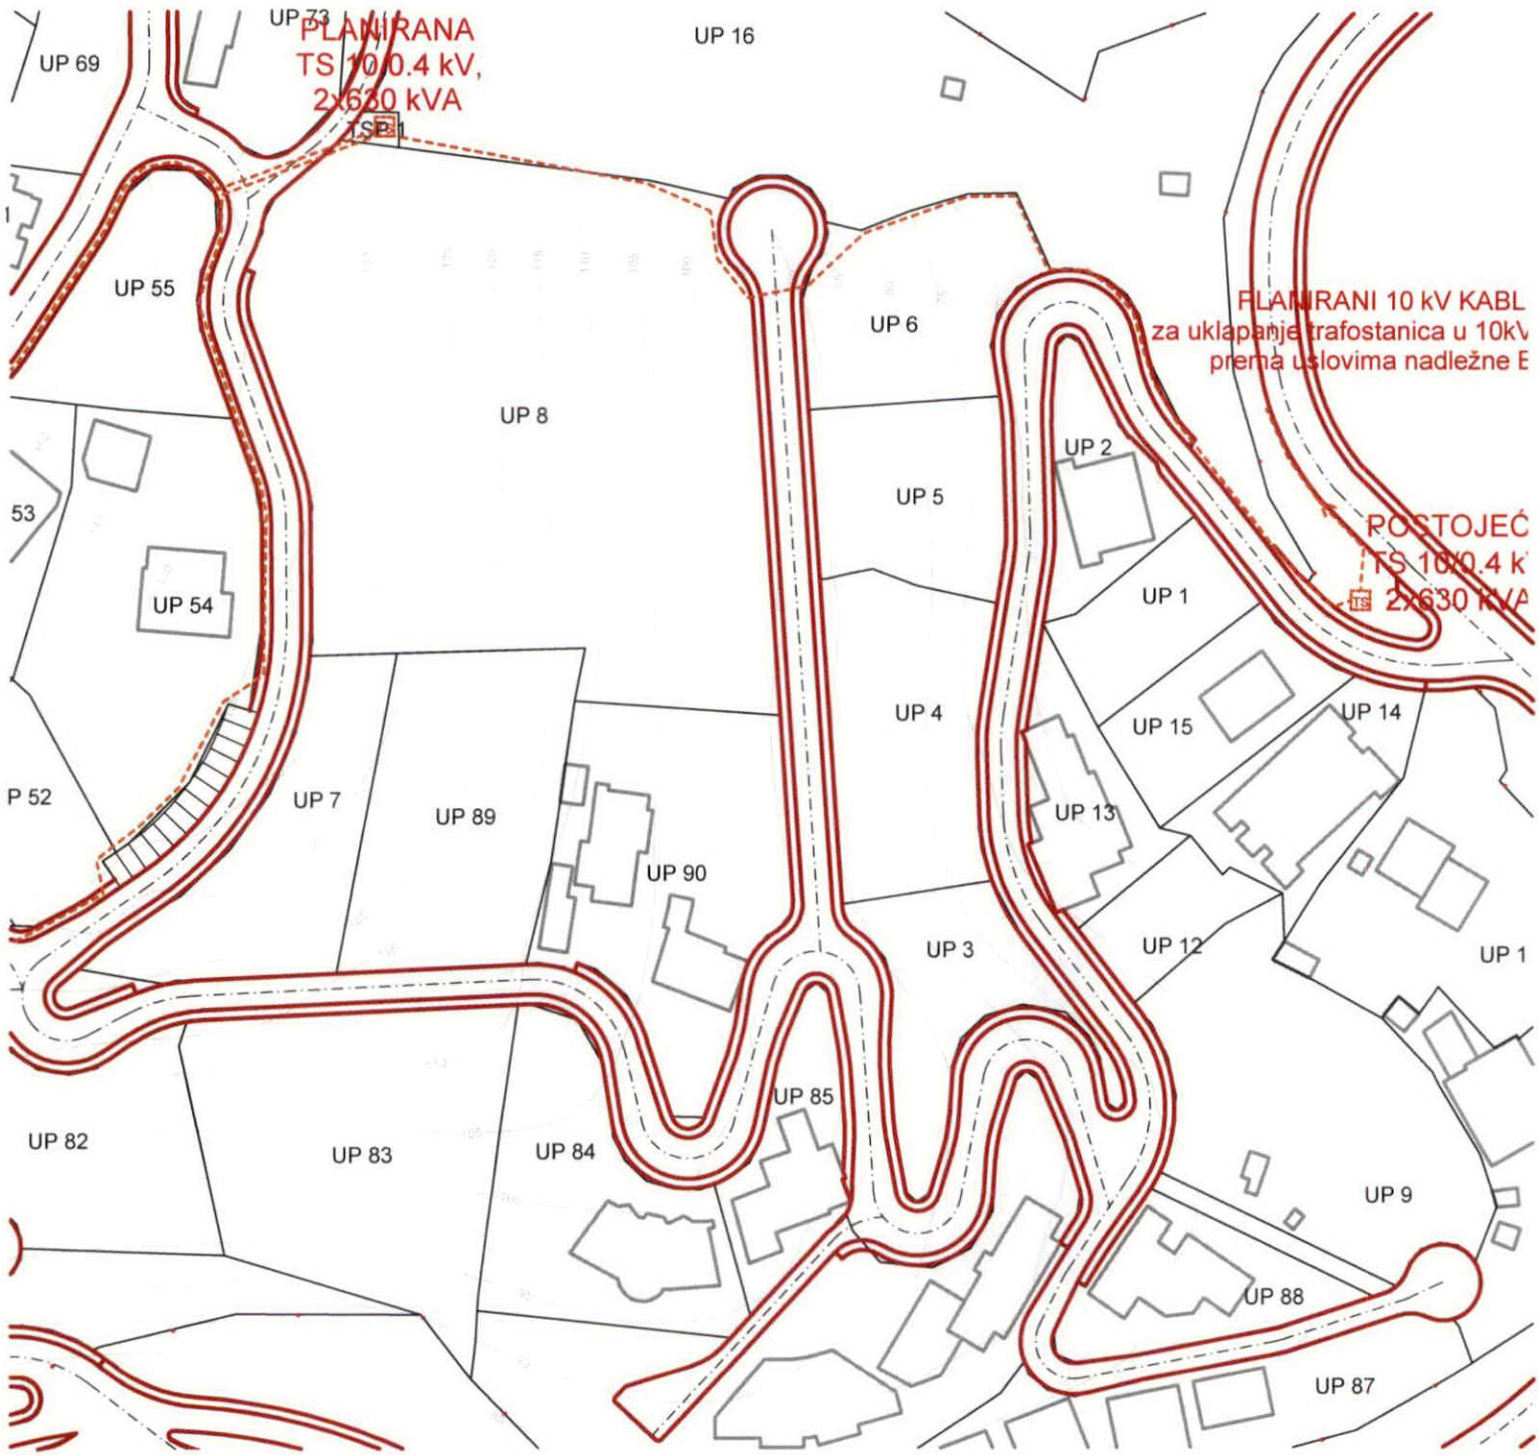 UP 73
PLANIRANA
TS 10/0.4 kV,
2x630 kVA
TSP 1
UP 16
UP 69
1
UP 55
UP 6
PLANIRANI 10 kV KABL
za uklapanje trafostanica u 10kV
prema uslovima nadležne E
UP 8
UP 2
UP 5
53
POSTOJEĆ
TS 10/0.4 k
TS 2x630 kVA
UP 54
UP 1
UP 4
UP 15
UP 14
P 52
UP 7
UP 89
UP 13
UP 90
UP 3
UP 12
UP 1
UP 85
UP 82
UP 83
UP 84
UP 9
UP 88
UP 87